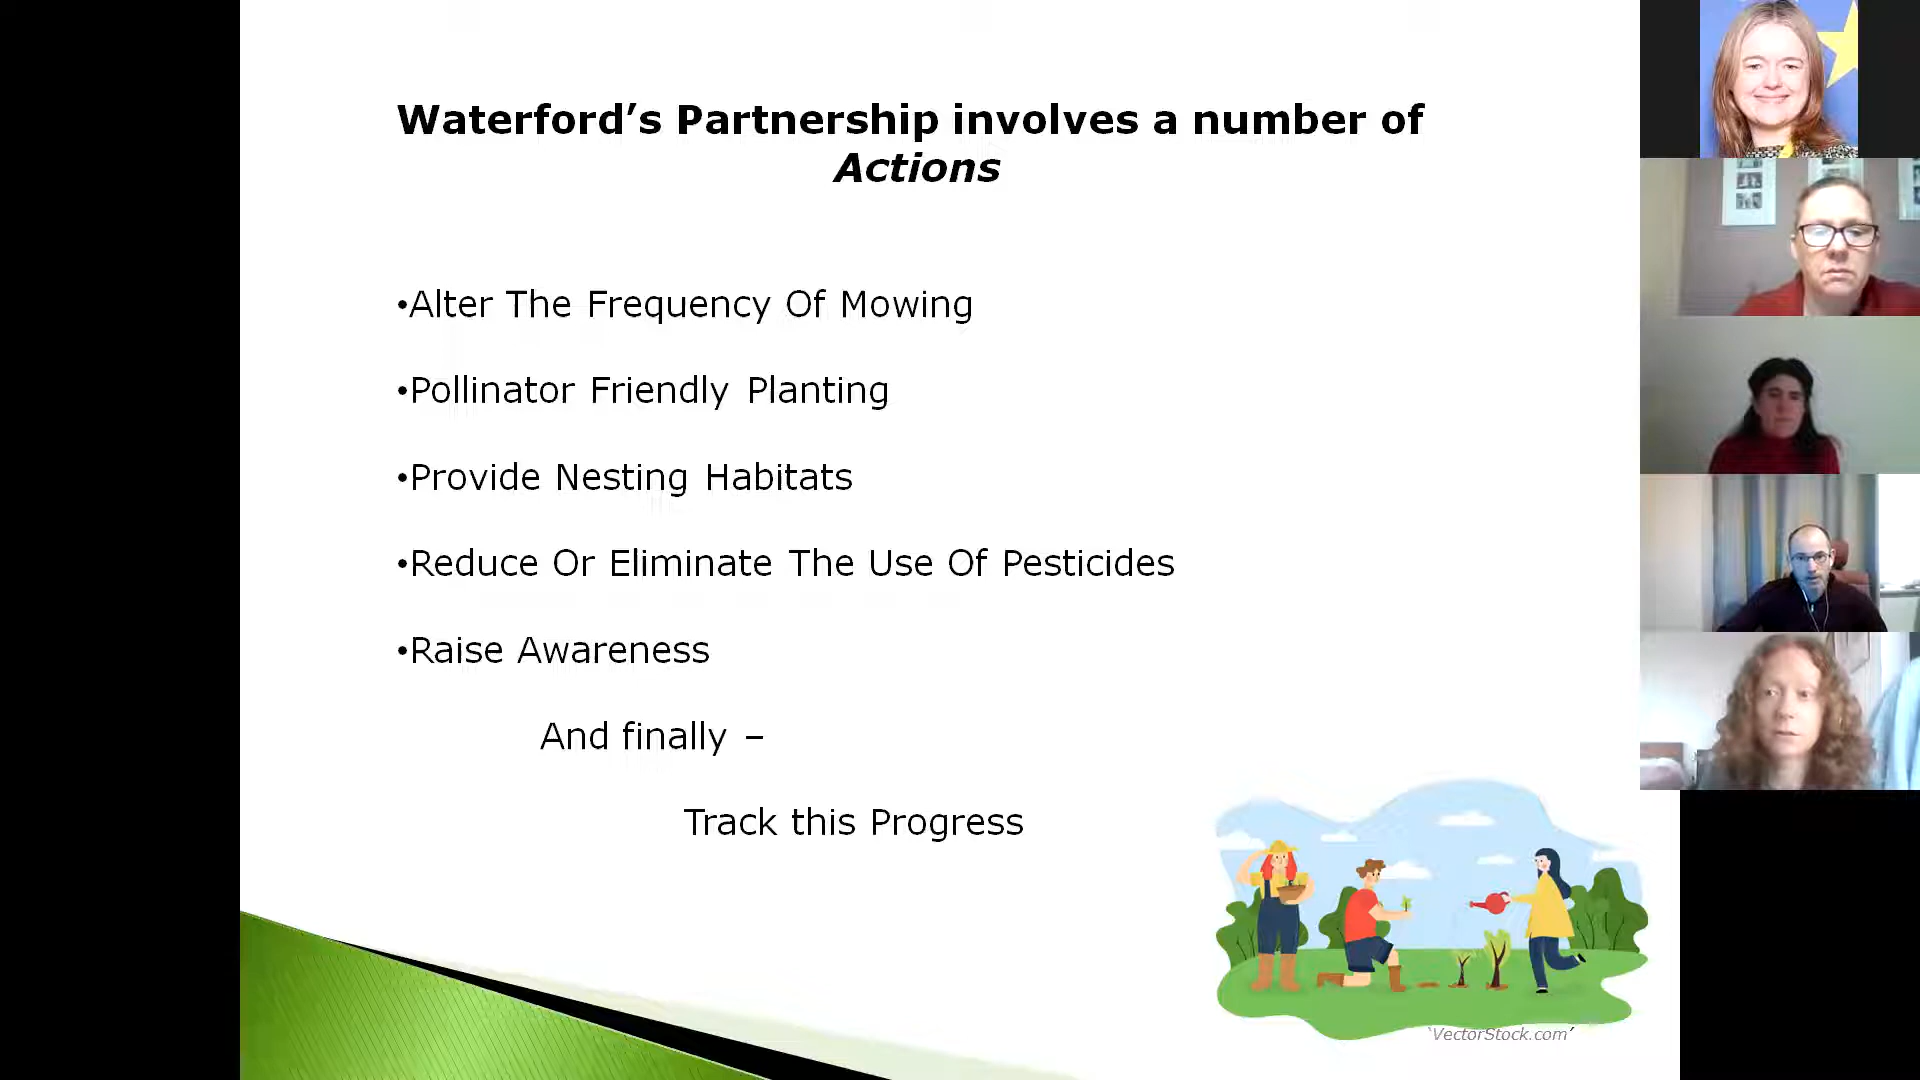 Waterford’s Partnership involves a number of
Actions
•Alter The Frequency Of Mowing
•Pollinator Friendly Planting
•Provide Nesting Habitats
•Reduce Or Eliminate The Use Of Pesticides
•Raise Awareness
And finally –
Track this Progress
‘VectorStock.com’